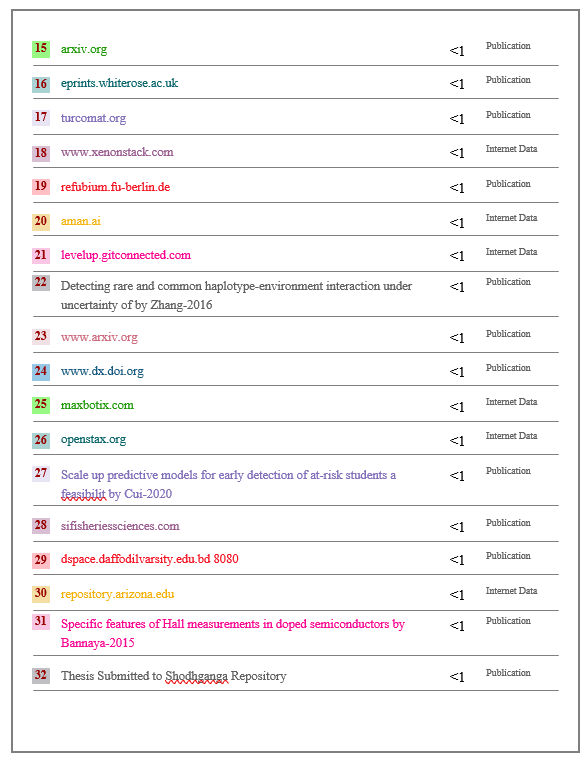 15 arxiv.org <1 Publication
16 eprints.whiterose.ac.uk <1 Publication
17 turcomat.org <1 Publication
18 www.xenonstack.com <1 Internet Data
19 refubium.fu-berlin.de <1 Publication
20 aman.ai <1 Internet Data
21 levelup.gitconnected.com <1 Internet Data
22 Detecting rare and common haplotype-environment interaction under <1 Publication
uncertainty of by Zhang-2016
23 www.arxiv.org <1 Publication
24 www.dx.doi.org <1 Publication
25 maxbotix.com <1 Internet Data
26 openstax.org <1 Internet Data
27 Scale up predictive models for early detection of at-risk students a <1 Publication
feasibilit by Cui-2020
28 sifisheriessciences.com <1 Publication
29 dspace.daffodilvarsity.edu.bd 8080 <1 Publication
30 repository.arizona.edu <1 Internet Data
31 Specific features of Hall measurements in doped semiconductors by <1 Publication
Bannaya-2015
32 Thesis Submitted to Shodhganga Repository <1 Publication